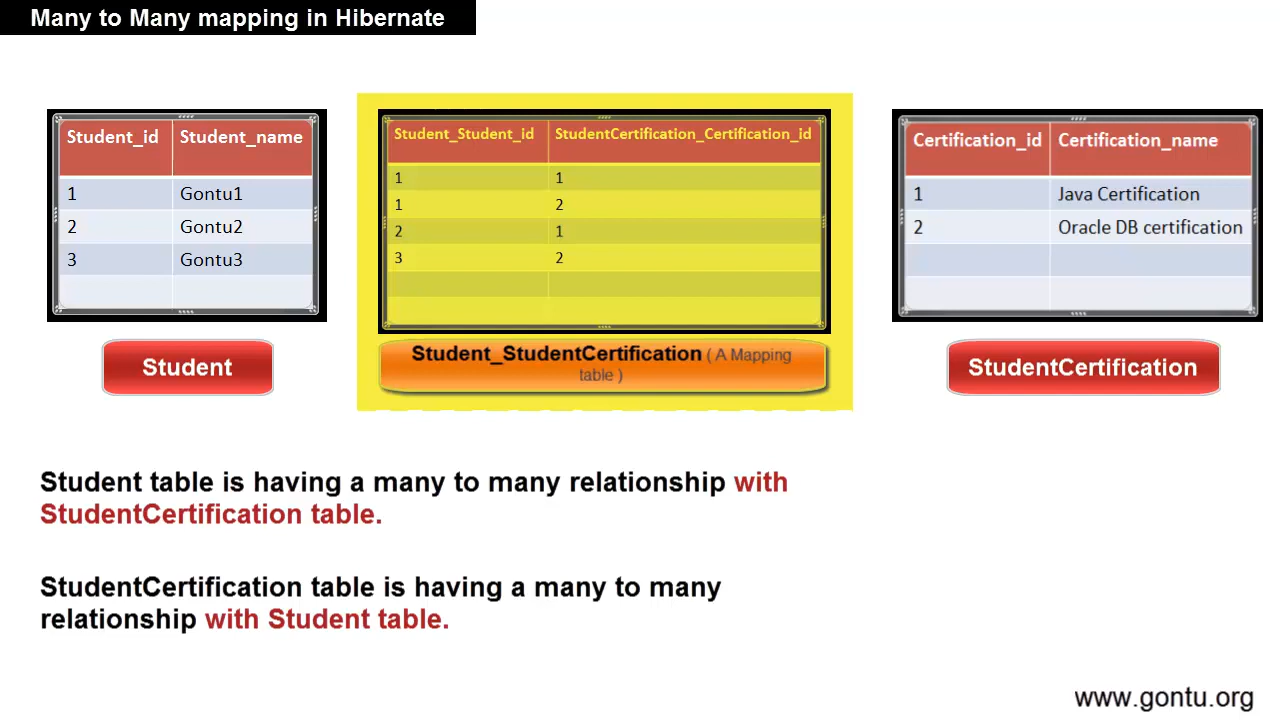 Many to Many mapping in Hibernate
Student_id Student_name
1 Gontu1
2 Gontu2
3 Gontu3
Student
Student_Student_id StudentCertification_Certification_id
1 1
1 2
2 1
3 2
Student_StudentCertification ( A Mapping
table )
Certification_id Certification_name
1 Java Certification
2 Oracle DB certification
StudentCertification
Student table is having a many to many relationship with
StudentCertification table.
StudentCertification table is having a many to many
relationship with Student table.
www.gontu.org